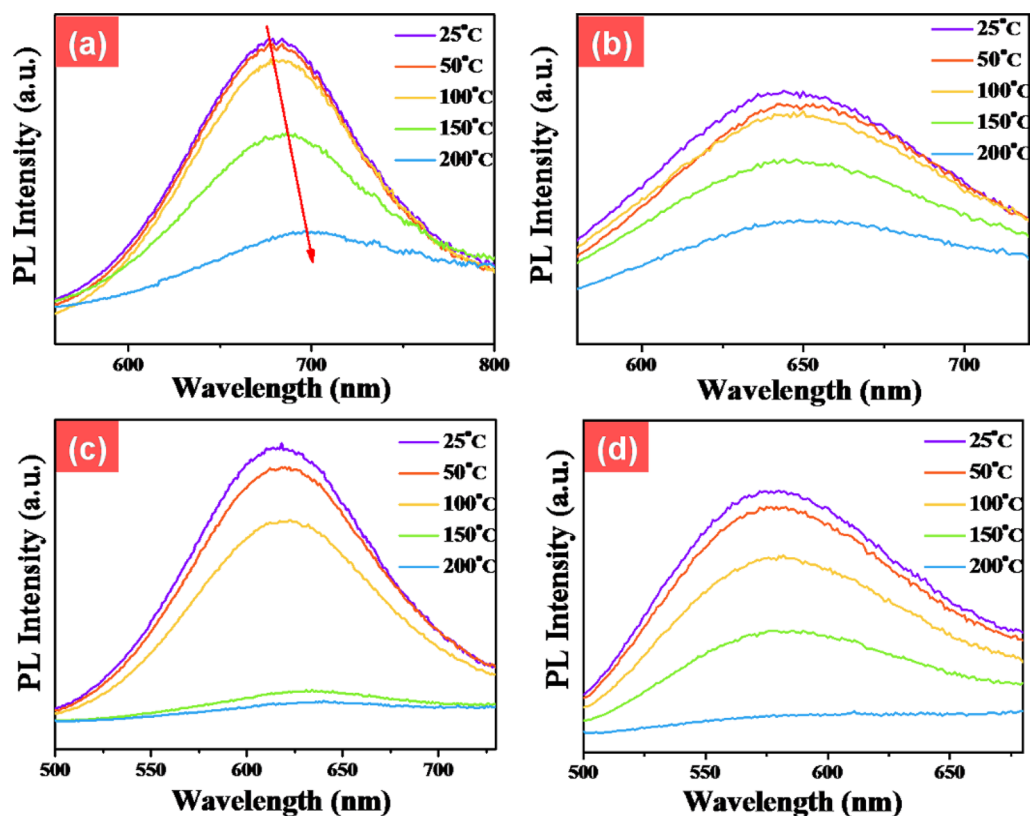 (a)
25°C
50°C
100°C
150°C
200°C
PL Intensity (a.u.)
600 700 800
Wavelength (nm)
(b)
25°C
50°C
100°C
150°C
200°C
PL Intensity (a.u.)
600 650 700
Wavelength (nm)
(c)
25°C
50°C
100°C
150°C
200°C
PL Intensity (a.u.)
500 550 600 650 700
Wavelength (nm)
(d)
25°C
50°C
100°C
150°C
200°C
PL Intensity (a.u.)
500 550 600 650
Wavelength (nm)